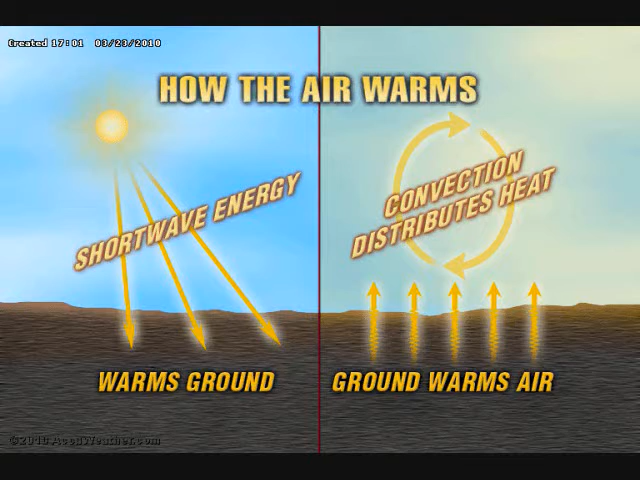 Created 17:01 03/23/2010
HOW THE AIR WARMS
SHORTWAVE ENERGY
CONVECTION
DISTRIBUTES HEAT
WARMS GROUND
GROUND WARMS AIR
©2010 AccuWeather.com